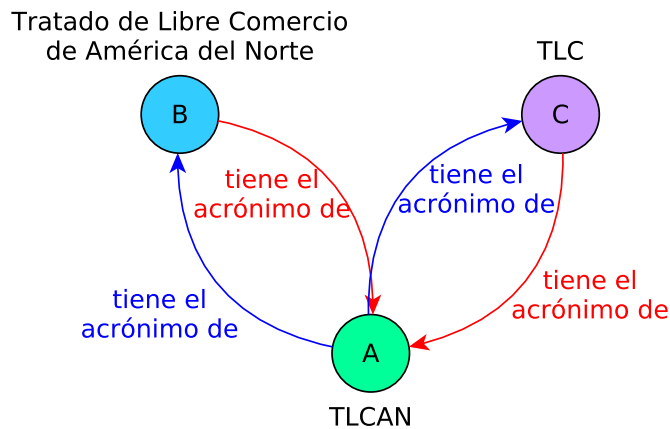 Tratado de Libre Comercio
de América del Norte
TLC
B
C
tiene el
acrónimo de
tiene el
acrónimo de
tiene el
acrónimo de
tiene el
acrónimo de
A
TLCAN